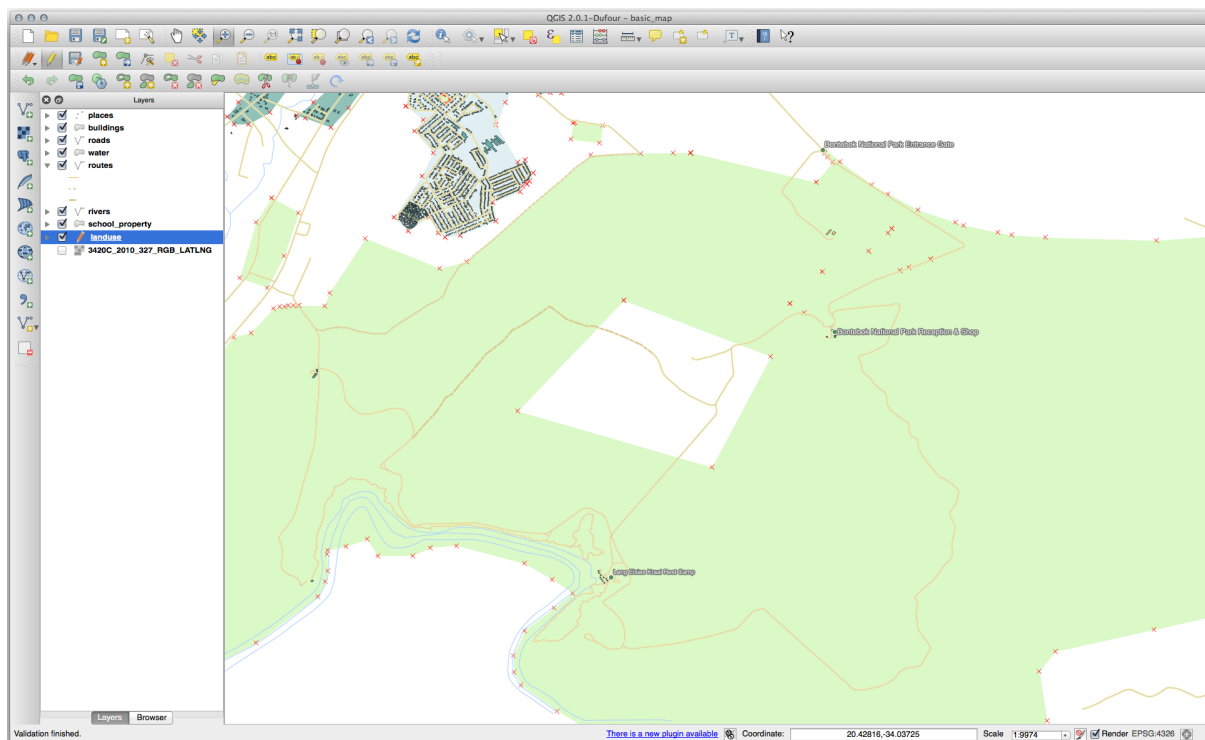 QGIS 2.0.1-Dufour – basic_map
Layers
places
buildings
roads
water
routes
rivers
school_property
landuse
3420C_2010_327_RGB_LATLNG
Bontebok National Park Entrance Gate
Bontebok National Park Reception & Shop
Lang Elsies Kraal Rest Camp
Layers Browser
Validation finished. There is a new plugin available Coordinate: 20.42816,-34.03725 Scale 1:9974 Render EPSG:4326